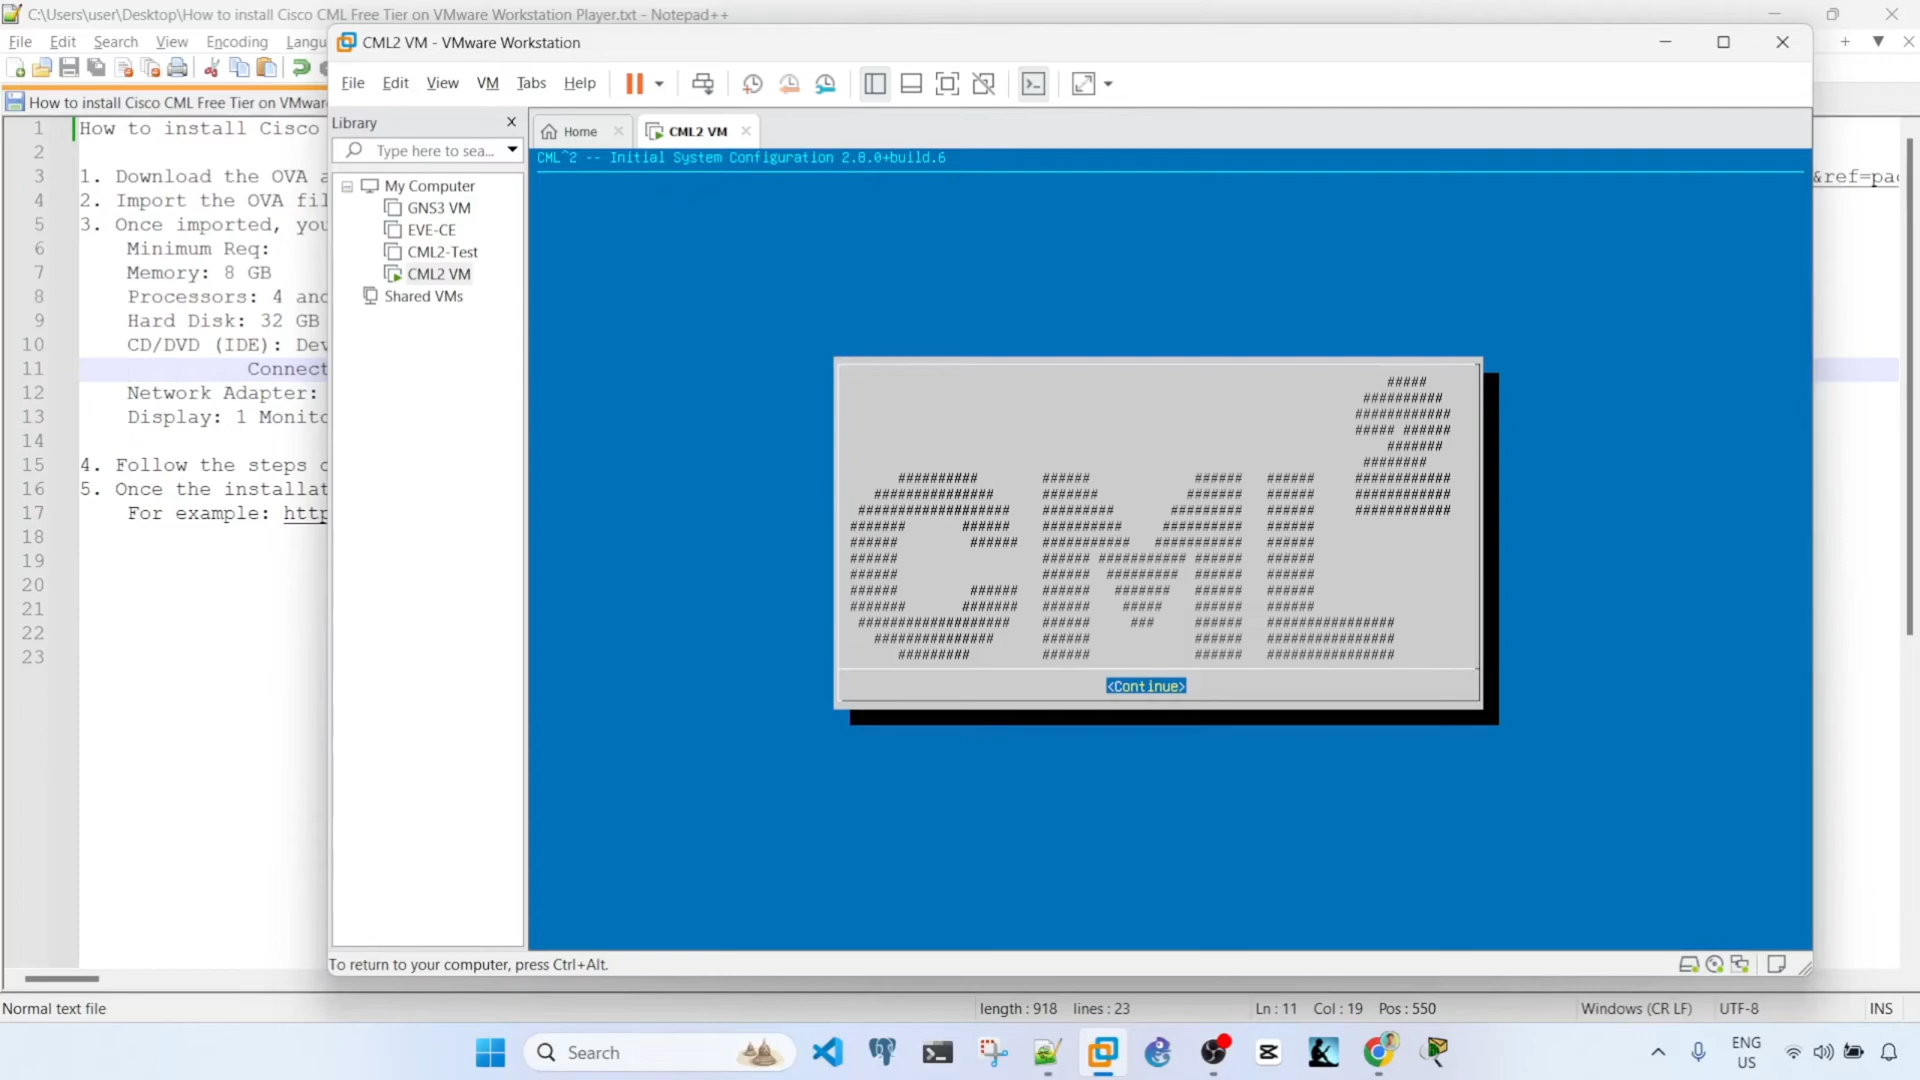 C:\Users\user\Desktop\How to install Cisco CML Free Tier on VMware Workstation Player.txt - Notepad++
File Edit Search View Encoding Langu
How to install Cisco CML Free Tier on VMwar
1 How to install Cisco
2
3 1. Download the OVA a
&ref=pac
4 2. Import the OVA fil
5 3. Once imported, you
6 Minimum Req:
7 Memory: 8 GB
8 Processors: 4 and
9 Hard Disk: 32 GB
10 CD/DVD (IDE): Dev
11 Connect
12 Network Adapter:
13 Display: 1 Monito
14
15 4. Follow the steps o
16 5. Once the installat
17 For example: http
18
19
20
21
22
23
CML2 VM - VMware Workstation
File Edit View VM Tabs Help
Library
Type here to sea...
My Computer
GNS3 VM
EVE-CE
CML2-Test
CML2 VM
Shared VMs
Home
CML2 VM
CML^2 -- Initial System Configuration 2.8.0+build.6
CML2
<Continue>
To return to your computer, press Ctrl+Alt.
Normal text file length : 918 lines : 23 Ln : 11 Col : 19 Pos : 550 Windows (CR LF) UTF-8 INS
Search
ENG
US